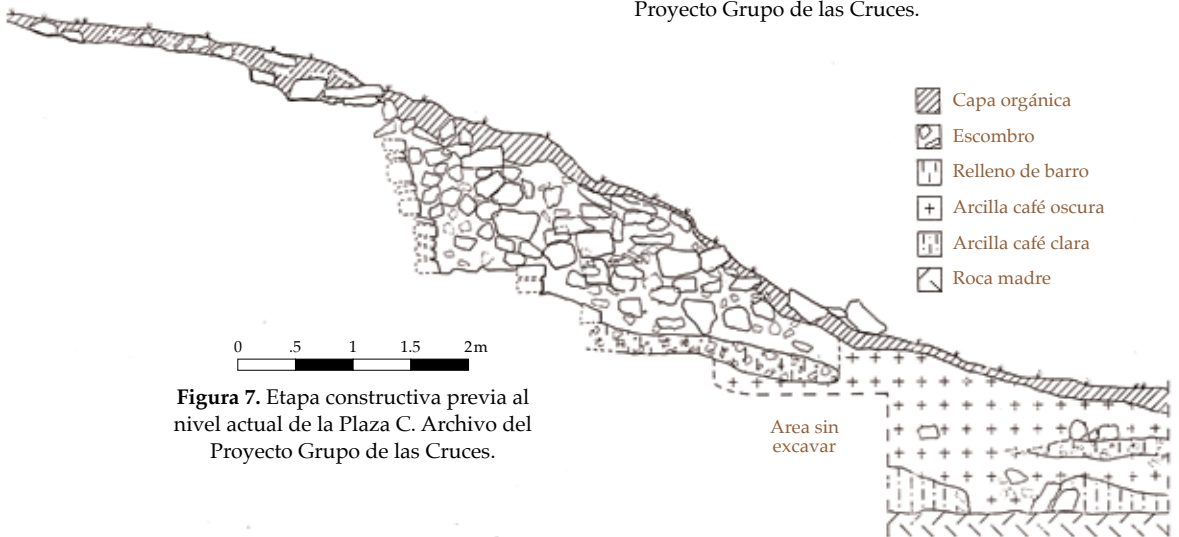 Proyecto Grupo de las Cruces.
Capa orgánica
Escombro
Relleno de barro
Arcilla café oscura
Arcilla café clara
Roca madre
0 .5 1 1.5 2m
Figura 7. Etapa constructiva previa al
nivel actual de la Plaza C. Archivo del
Proyecto Grupo de las Cruces.
Area sin
excavar